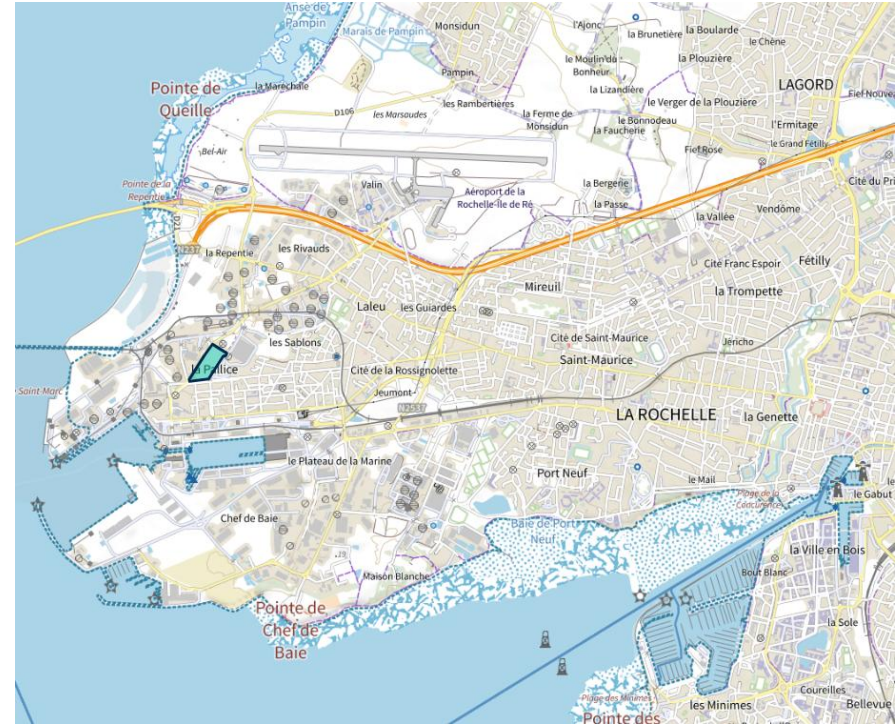 Anse de
Pampin
Marais de Pampin
Monsidun
l'Ajonc
la Brunetière
la Boularde
le Chêne
le Moulin du
Bonheur
la Plouzière
LAGORD
Pampin
la Maréchale
la Lizandière
Pointe de
Queille
D106
les Marsaudes
les Rambertières
la Ferme de
Monsidun
le Verger de la Plouzière
le Bonnodeau
la Faucherie
l'Ermitage
le Grand Fétilly
Bel-Air
Fief Rose
Pointe de la
Repentie
Valin
Aéroport de la
Rochelle-Île de Ré
la Bergerie
la Passe
Vendôme
D21
la Vallée
N237
la Repentie
les Rivauds
Cité Franc Espoir
Fétilly
Mireuil
la Trompette
Laleu
les Guiardes
les Sablons
Cité de Saint-Maurice
Jéricho
la Pallice
Cité de la Rossignolette
Saint-Maurice
Saint-Marc
Jeumont
N2537
LA ROCHELLE
la Genette
le Plateau de la Marine
Port Neuf
le Mail
Plage de la
Concurrence
le Gabut
Chef de Baie
Baie de Port
Neuf
la Ville en Bois
Maison Blanche
Bout Blanc
Pointe de
Chef de
Baie
la Sole
Plage des Minimes
les Minimes
Coureilles
Bellevue
Pointe des